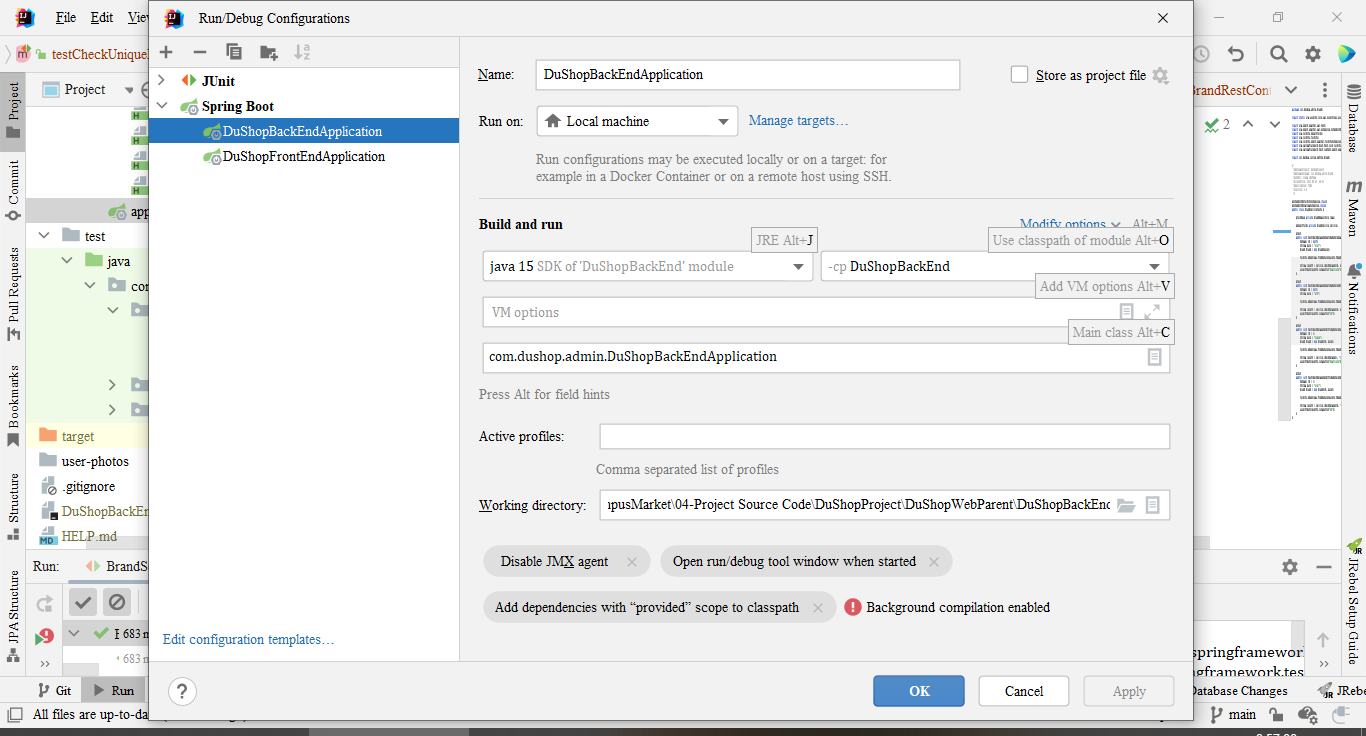 File Edit View
Run/Debug Configurations
testCheckUnique
Project
Project
Commit
Pull Requests
Bookmarks
Structure
JPA Structure
app
test
java
target
user-photos
.gitignore
DuShopBackEn
HELP.md
Run:
BrandS
683 m
683 m
Git
Run
All files are up-to-da
JUnit
Spring Boot
DuShopBackEndApplication
DuShopFrontEndApplication
Edit configuration templates…
Name:
DuShopBackEndApplication
Store as project file
Run on:
Local machine
Manage targets…
Run configurations may be executed locally or on a target: for
example in a Docker Container or on a remote host using SSH.
Build and run
Modify options
Alt+M
JRE Alt+J
Use classpath of module Alt+O
java 15 SDK of 'DuShopBackEnd' module
-cp DuShopBackEnd
Add VM options Alt+V
VM options
Main class Alt+C
com.dushop.admin.DuShopBackEndApplication
Press Alt for field hints
Active profiles:
Comma separated list of profiles
Working directory:
ıpusMarket\04-Project Source Code\DuShopProject\DuShopWebParent\DuShopBackEnd
Disable JMX agent
Open run/debug tool window when started
Add dependencies with “provided” scope to classpath
Background compilation enabled
?
OK
Cancel
Apply
BrandRestCon
2
Database
Maven
Notifications
JRebel Setup Guide
springframework
ngframework.tes
Database Changes
JRebe
main